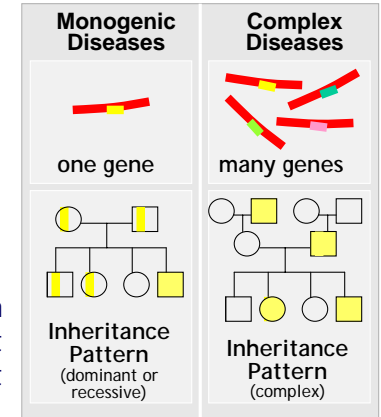 Monogenic
Diseases
one gene
Inheritance
Pattern
(dominant or
recessive)
Complex
Diseases
many genes
Inheritance
Pattern
(complex)